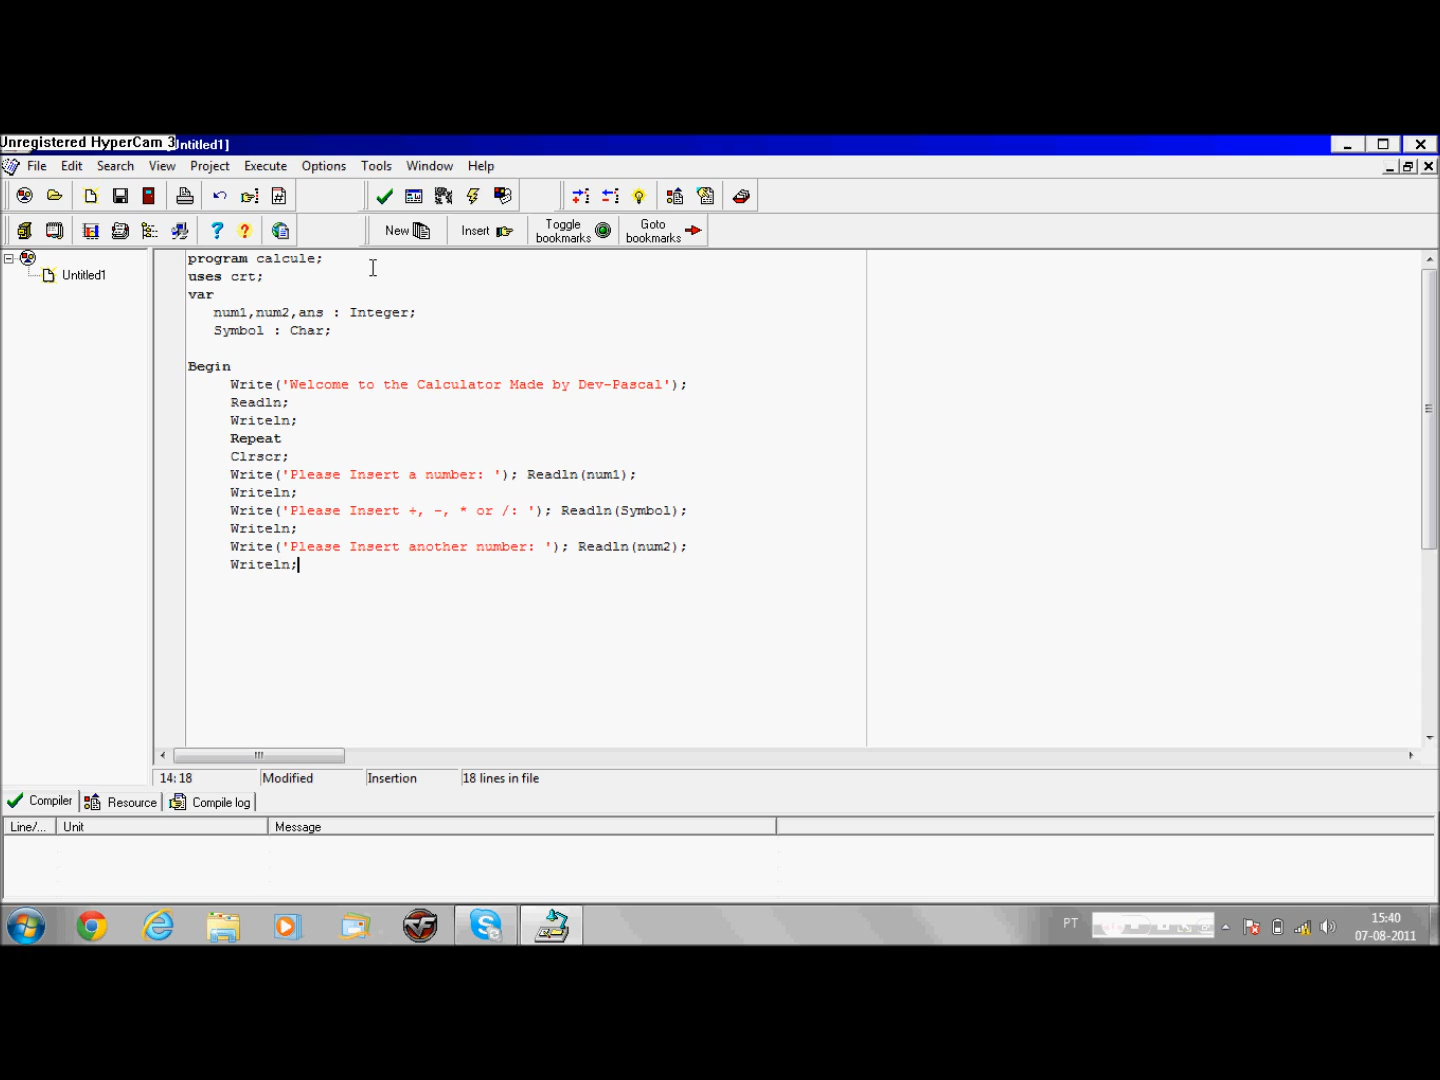 Unregistered HyperCam 3
ntitled1]
File Edit Search View Project Execute Options Tools Window Help
New Insert Toggle bookmarks Goto bookmarks
Untitled1
program calcule;
uses crt;
var
num1,num2,ans : Integer;
Symbol : Char;
Begin
Write('Welcome to the Calculator Made by Dev-Pascal');
Readln;
Writeln;
Repeat
Clrscr;
Write('Please Insert a number: '); Readln(num1);
Writeln;
Write('Please Insert +, -, * or /: '); Readln(Symbol);
Writeln;
Write('Please Insert another number: '); Readln(num2);
Writeln;
14:18 Modified Insertion 18 lines in file
Compiler Resource Compile log
Line/... Unit Message
PT
15:40
07-08-2011